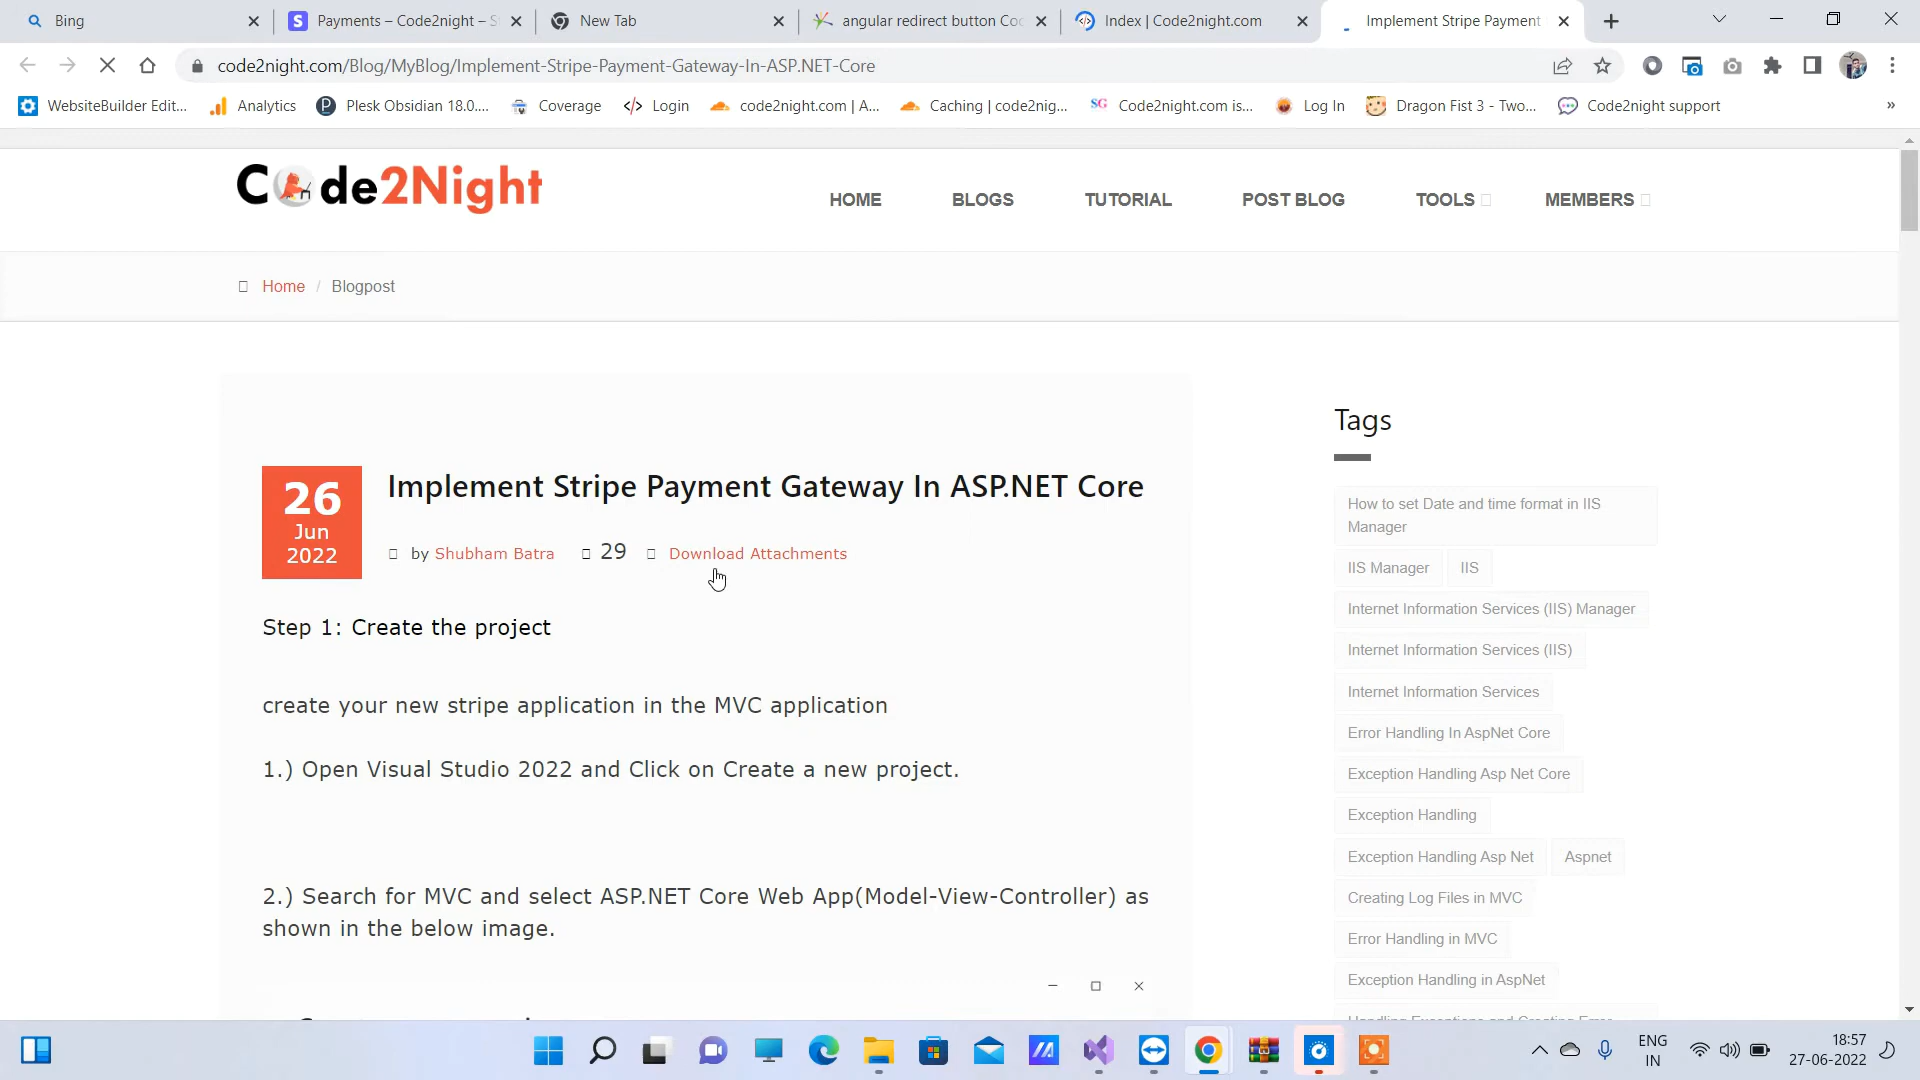 Bing
Payments – Code2night – S
New Tab
angular redirect button Co
Index | Code2night.com
Implement Stripe Payment
code2night.com/Blog/MyBlog/Implement-Stripe-Payment-Gateway-In-ASP.NET-Core
WebsiteBuilder Edit...
Analytics
Plesk Obsidian 18.0....
Coverage
Login
code2night.com | A...
Caching | code2nig...
SG Code2night.com is...
Log In
Dragon Fist 3 - Two...
Code2night support
»
Code2Night
HOME
BLOGS
TUTORIAL
POST BLOG
TOOLS
MEMBERS
Home / Blogpost
26
Jun
2022
Implement Stripe Payment Gateway In ASP.NET Core
by Shubham Batra 29 Download Attachments
Step 1: Create the project
create your new stripe application in the MVC application
1.) Open Visual Studio 2022 and Click on Create a new project.
2.) Search for MVC and select ASP.NET Core Web App(Model-View-Controller) as
shown in the below image.
Tags
How to set Date and time format in IIS
Manager
IIS Manager
IIS
Internet Information Services (IIS) Manager
Internet Information Services (IIS)
Internet Information Services
Error Handling In AspNet Core
Exception Handling Asp Net Core
Exception Handling
Exception Handling Asp Net
Aspnet
Creating Log Files in MVC
Error Handling in MVC
Exception Handling in AspNet
Handling Exceptions and Creating Error
ENG
IN
18:57
27-06-2022